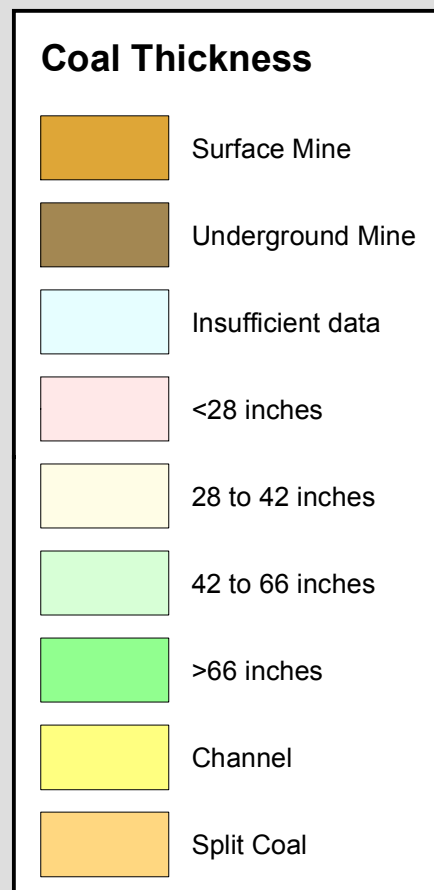 Coal Thickness
Surface Mine
Underground Mine
Insufficient data
<28 inches
28 to 42 inches
42 to 66 inches
>66 inches
Channel
Split Coal